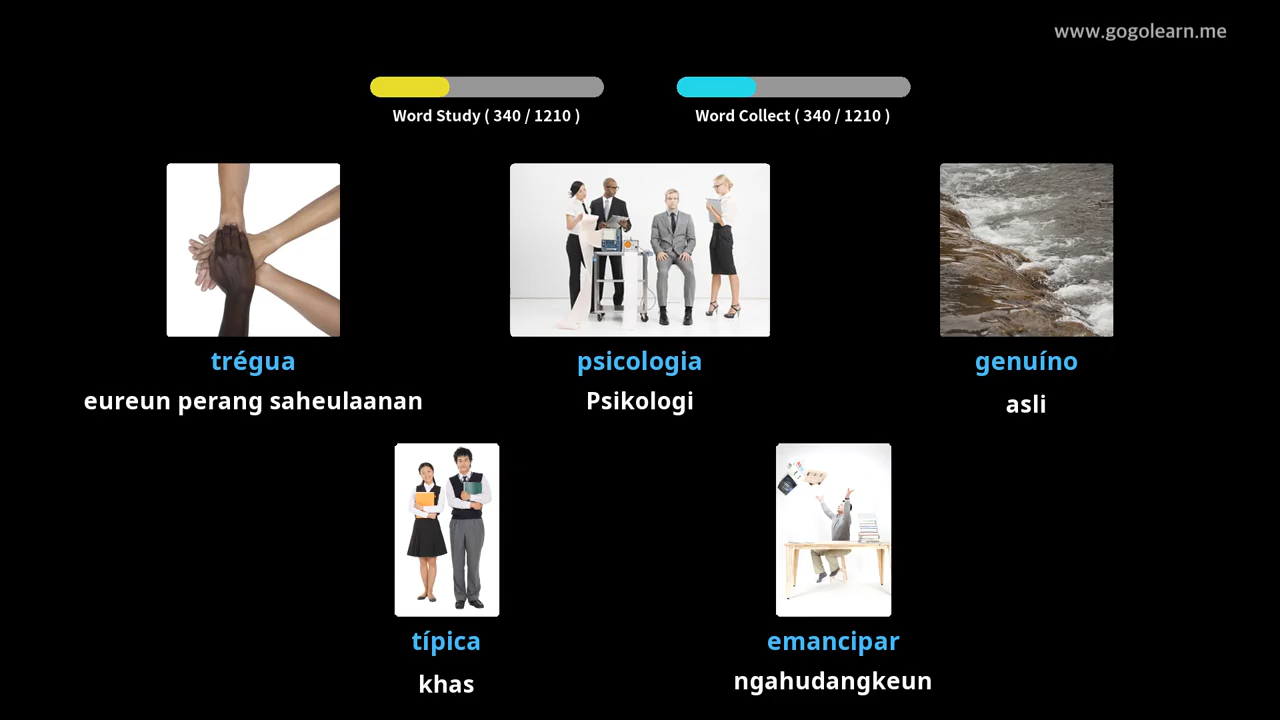 www.gogolearn.me
Word Study ( 340 / 1210 )
Word Collect ( 340 / 1210 )
trégua
eureun perang saheulaanan
psicologia
Psikologi
genuíno
asli
típica
khas
emancipar
ngahudangkeun